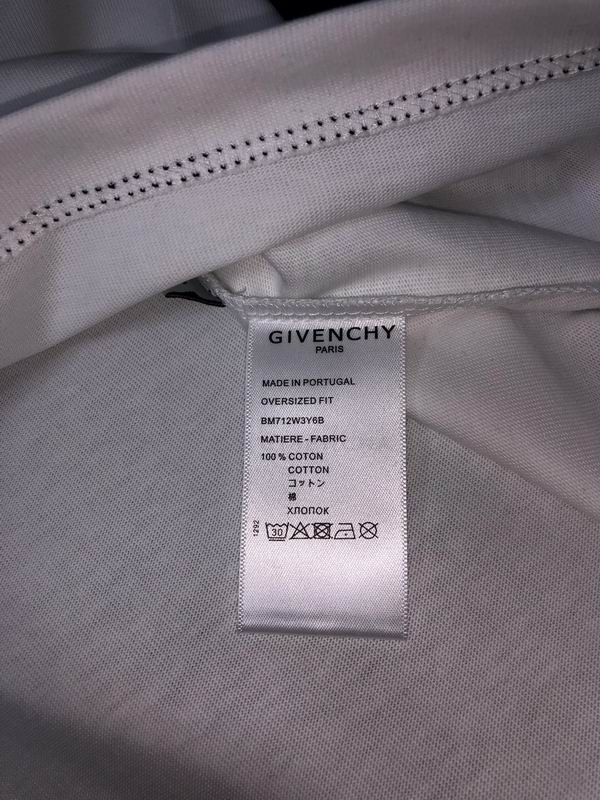 GIVENCHY
PARIS
MADE IN PORTUGAL
OVERSIZED FIT
BM712W3Y6B
MATIERE - FABRIC
100 % COTON
COTTON
コットン
棉
ХЛОПОК
1292
30